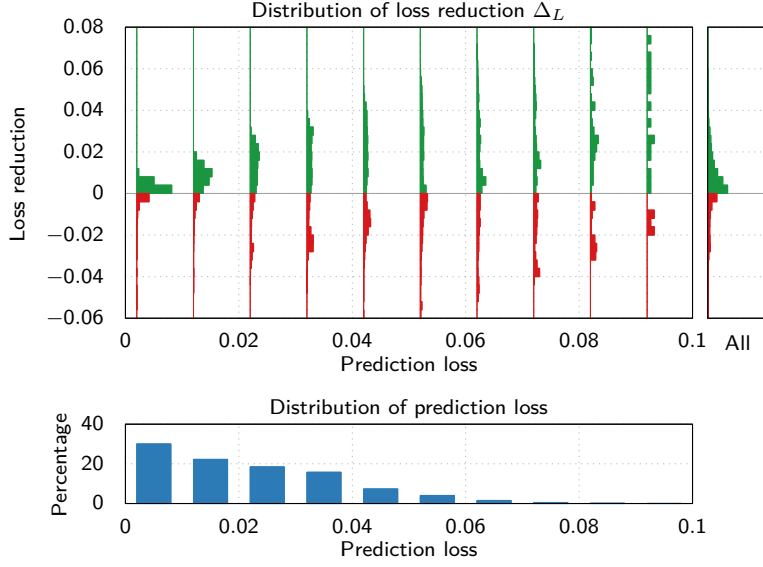 Distribution of loss reduction Δ_L
0.08
0.06
0.04
0.02
0
−0.02
−0.04
−0.06
Loss reduction
0 0.02 0.04 0.06 0.08 0.1
All
Prediction loss
Distribution of prediction loss
40
20
0
Percentage
0 0.02 0.04 0.06 0.08 0.1
Prediction loss